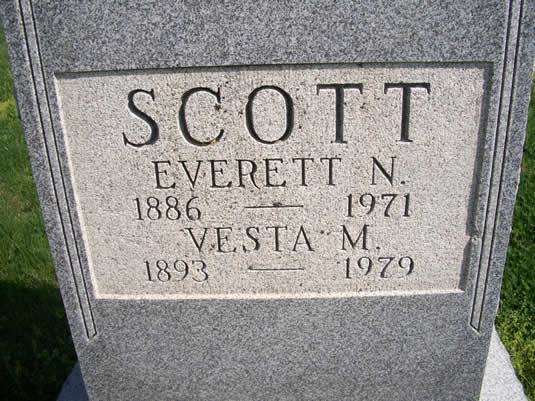 SCOTT
EVERETT N.
1886 — 1971
VESTA M.
1893 — 1979